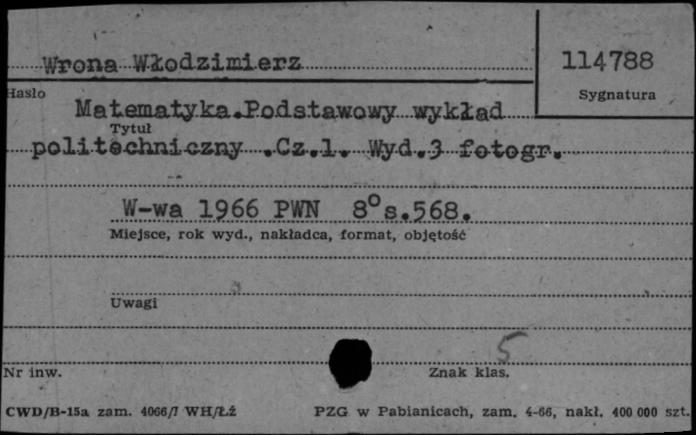 Wrona Włodzimierz
114788
Hasło
Sygnatura
Matematyka.Podstawowy wykład
Tytuł
politechniczny .Cz.1. Wyd.3 fotogr.
W-wa 1966 PWN 8° s.568.
Miejsce, rok wyd., nakładca, format, objętość
Uwagi
5
Nr inw.
Znak klas.
CWD/B-15a zam. 4066/I WH/Łź
PZG w Pabianicach, zam. 4-66, nakł. 400 000 szt.